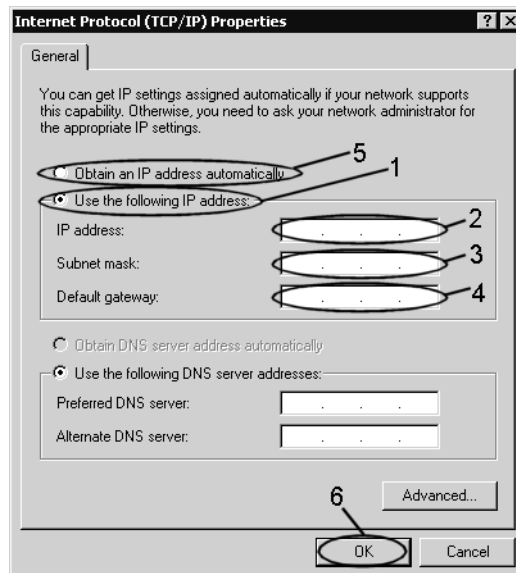 Internet Protocol (TCP/IP) Properties
? X
General
You can get IP settings assigned automatically if your network supports
this capability. Otherwise, you need to ask your network administrator for
the appropriate IP settings.
5
Obtain an IP address automatically
1
Use the following IP address:
IP address: . . . 2
Subnet mask: . . . 3
Default gateway: . . . 4
Obtain DNS server address automatically
Use the following DNS server addresses:
Preferred DNS server: . . .
Alternate DNS server: . . .
6
Advanced...
OK Cancel